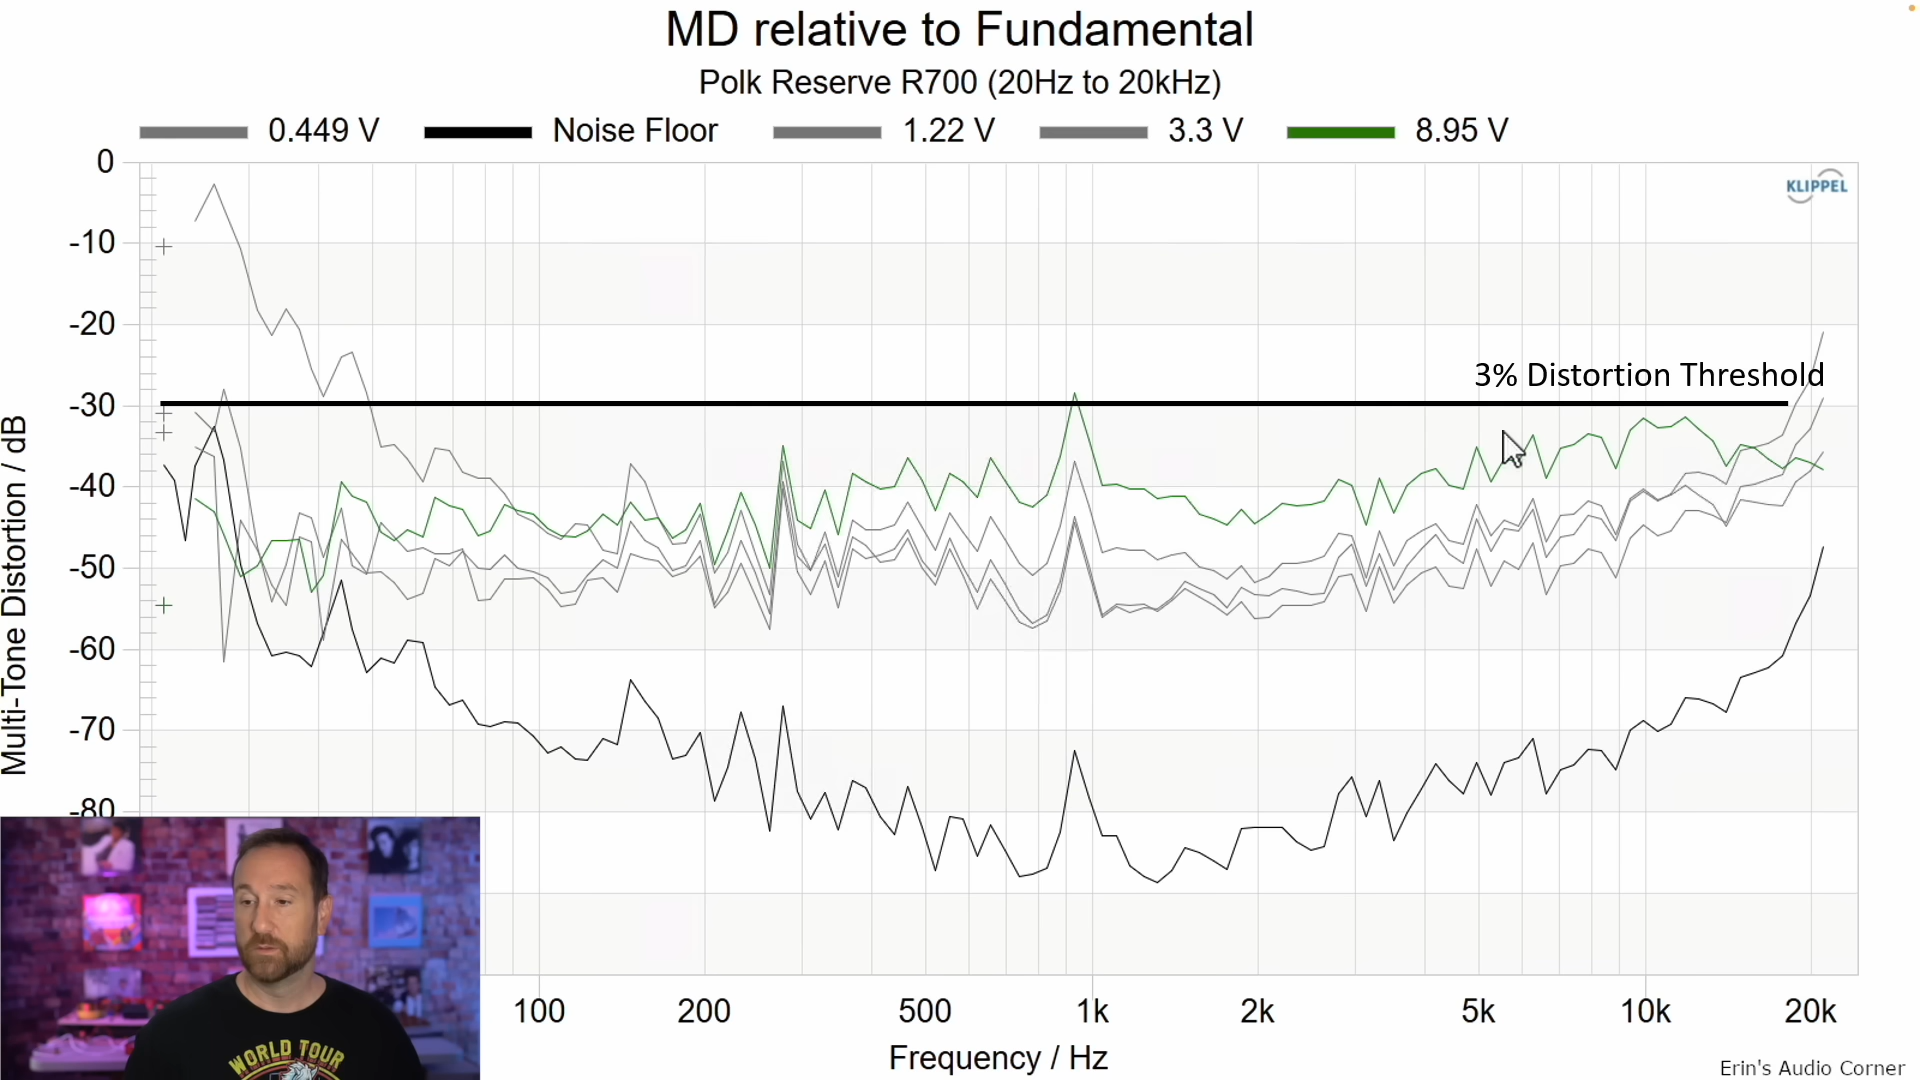 MD relative to Fundamental
Polk Reserve R700 (20Hz to 20kHz)
0.449 V Noise Floor 1.22 V 3.3 V 8.95 V
KLIPPEL
3% Distortion Threshold
Multi-Tone Distortion / dB
0
-10
-20
-30
-40
-50
-60
-70
-80
100 200 500 1k 2k 5k 10k 20k
Frequency / Hz
WORLD TOUR
Erin's Audio Corner